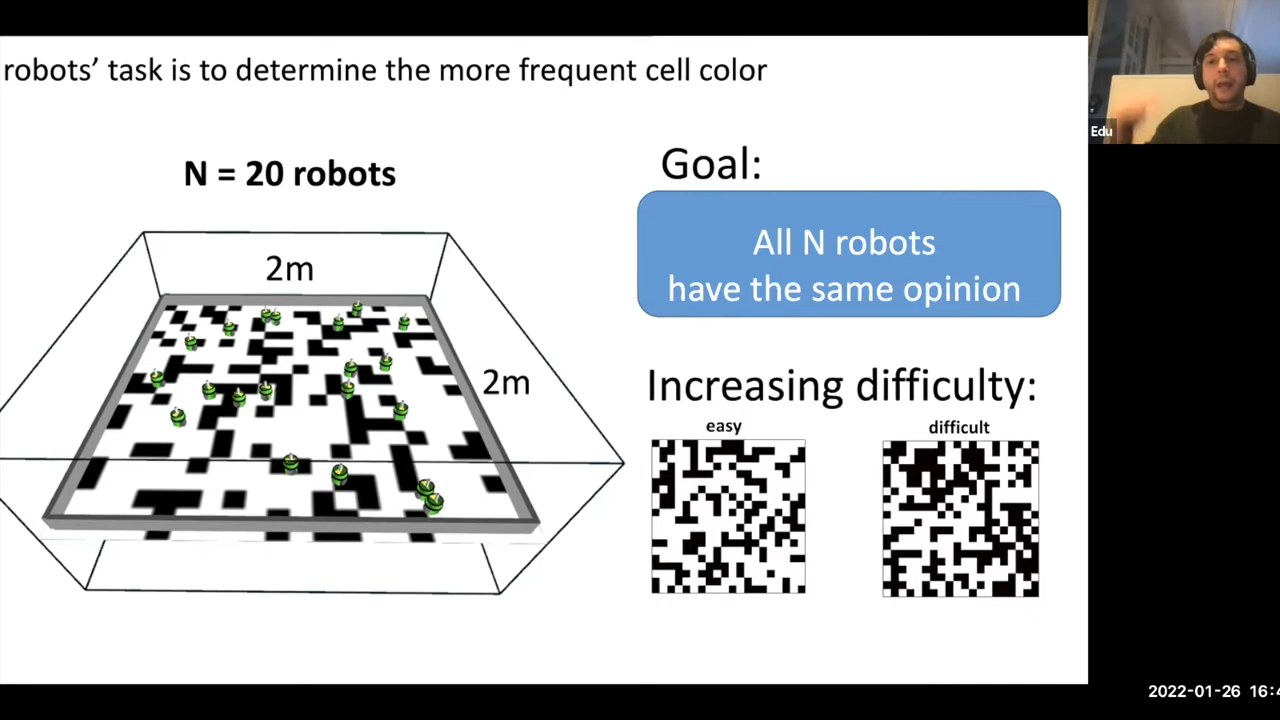 robots’ task is to determine the more frequent cell color
N = 20 robots
2m
2m
Goal:
All N robots
have the same opinion
Increasing difficulty:
easy
difficult
Edu
2022-01-26 16:4